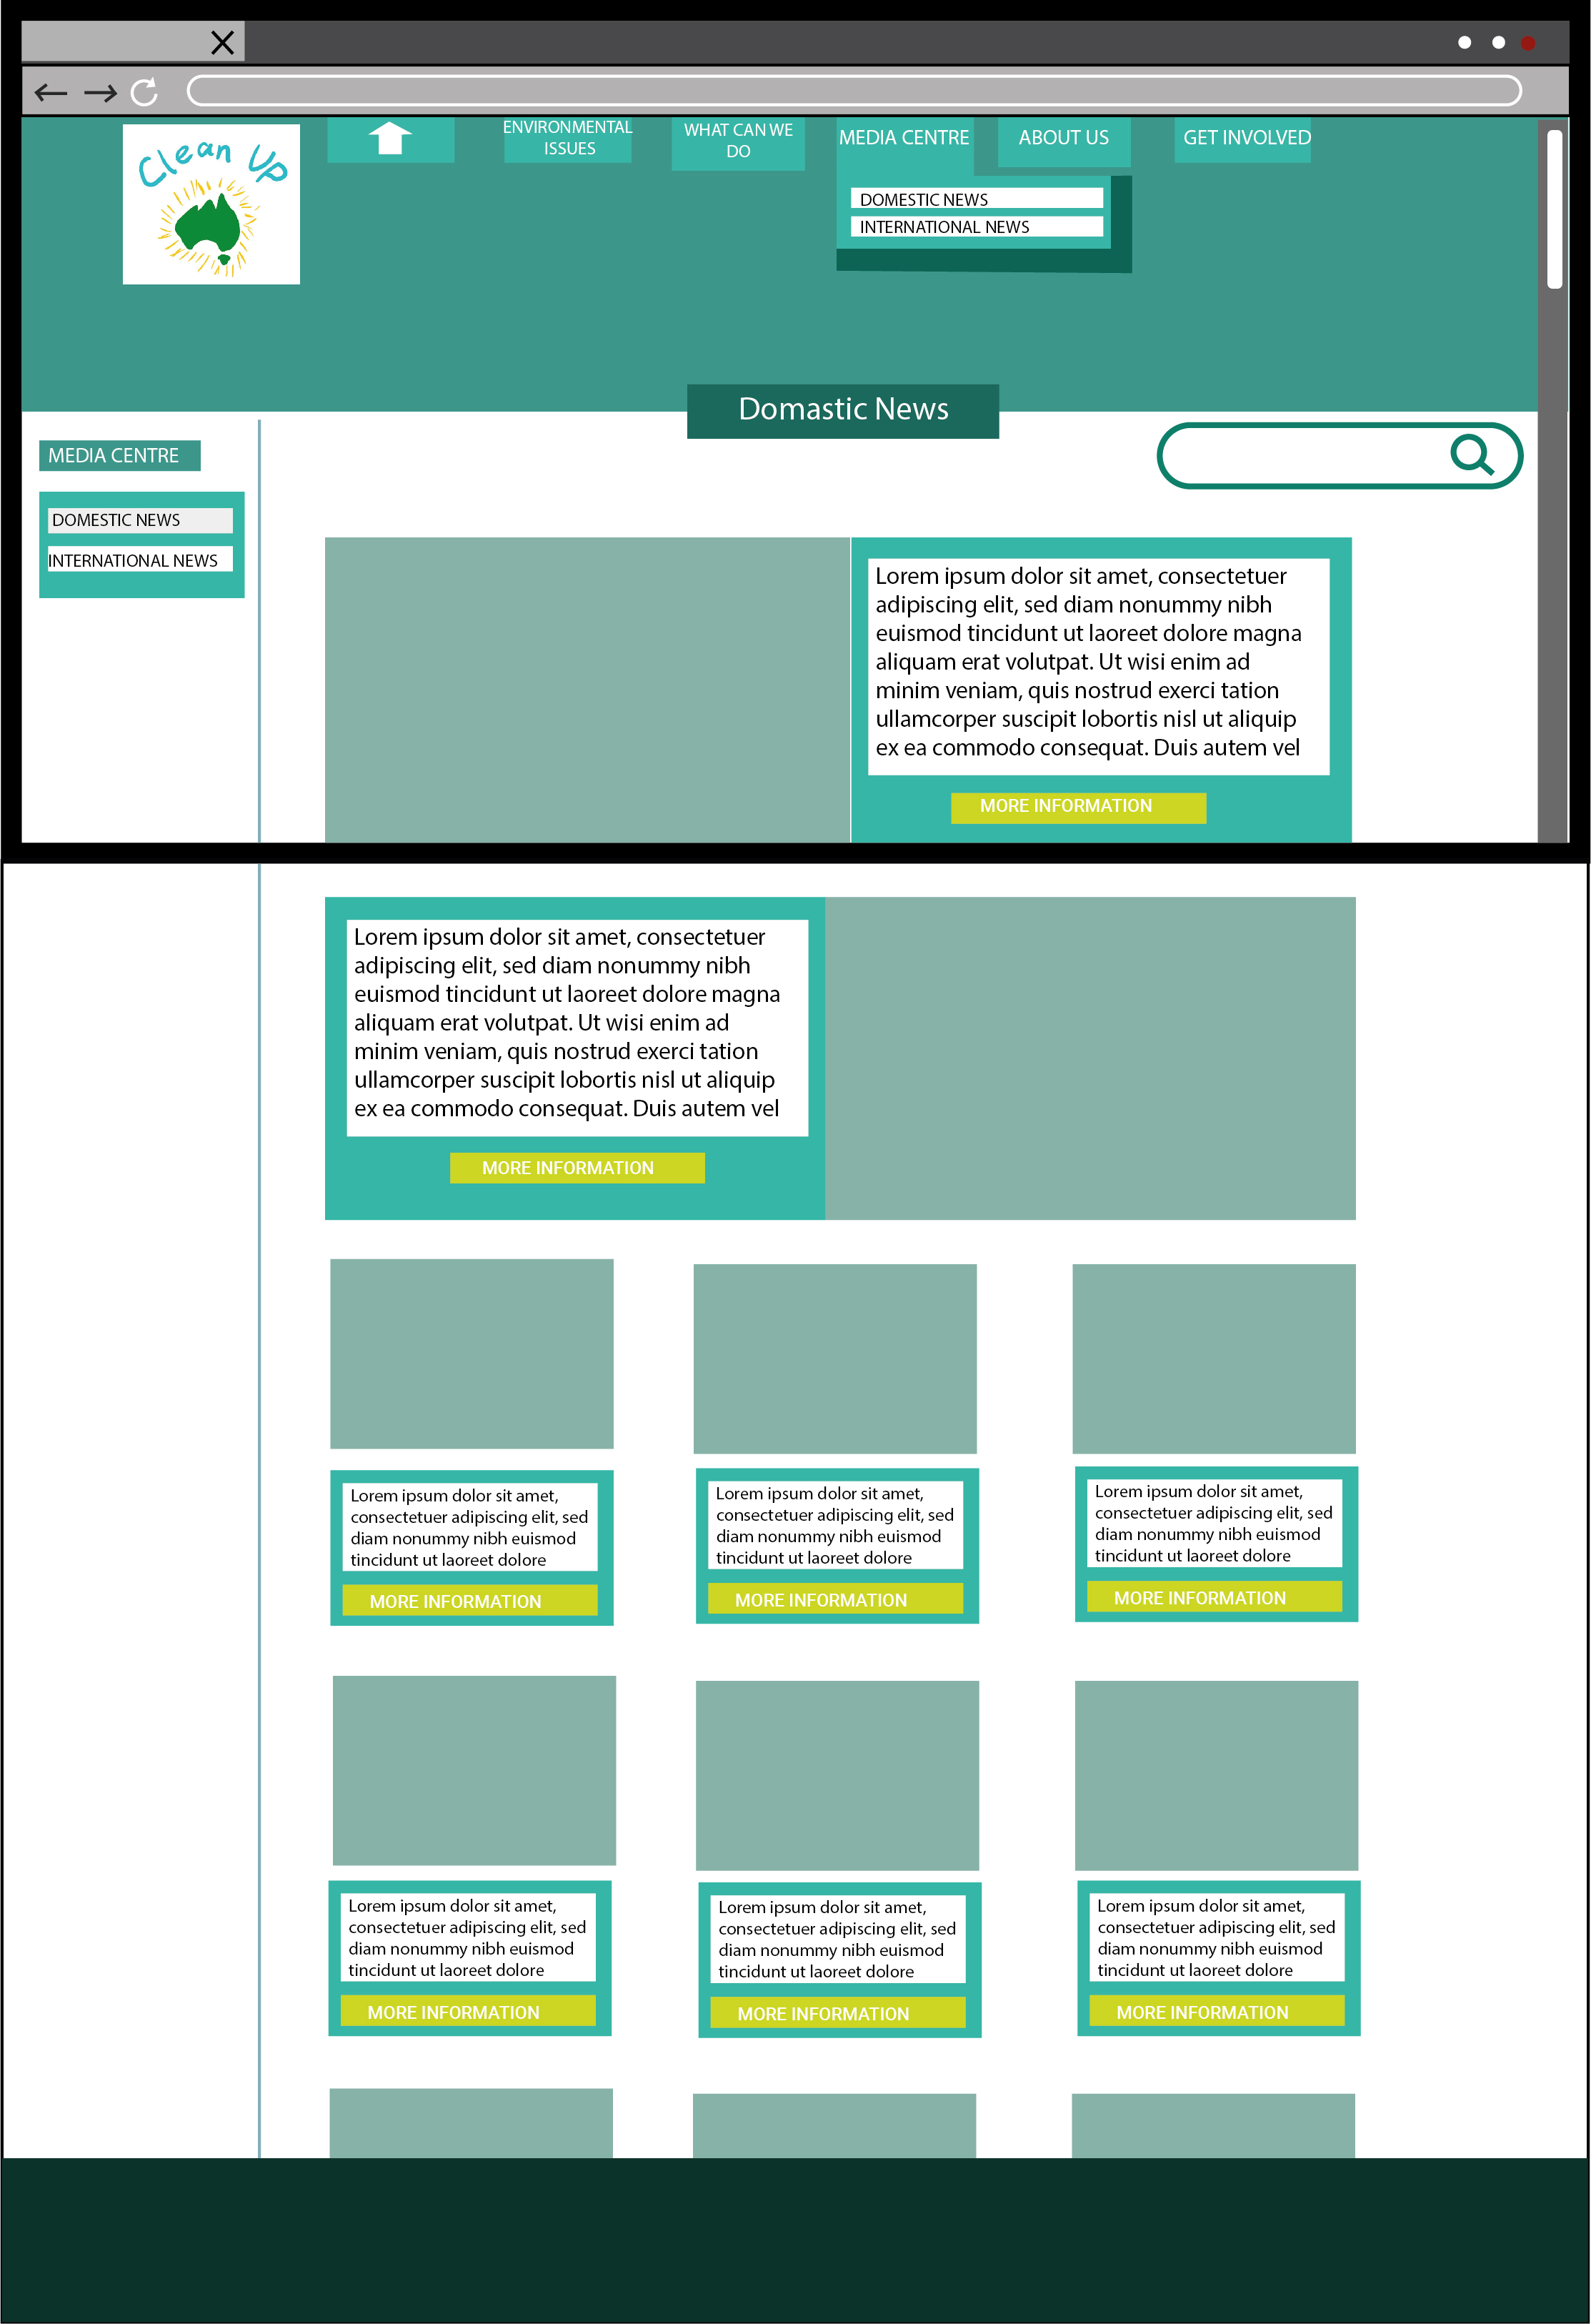 Clean Up
ENVIRONMENTAL
ISSUES
WHAT CAN WE
DO
MEDIA CENTRE
ABOUT US
GET INVOLVED
DOMESTIC NEWS
INTERNATIONAL NEWS
Domastic News
MEDIA CENTRE
DOMESTIC NEWS
INTERNATIONAL NEWS
Lorem ipsum dolor sit amet, consectetuer
adipiscing elit, sed diam nonummy nibh
euismod tincidunt ut laoreet dolore magna
aliquam erat volutpat. Ut wisi enim ad
minim veniam, quis nostrud exerci tation
ullamcorper suscipit lobortis nisl ut aliquip
ex ea commodo consequat. Duis autem vel
MORE INFORMATION
Lorem ipsum dolor sit amet, consectetuer
adipiscing elit, sed diam nonummy nibh
euismod tincidunt ut laoreet dolore magna
aliquam erat volutpat. Ut wisi enim ad
minim veniam, quis nostrud exerci tation
ullamcorper suscipit lobortis nisl ut aliquip
ex ea commodo consequat. Duis autem vel
MORE INFORMATION
Lorem ipsum dolor sit amet,
consectetuer adipiscing elit, sed
diam nonummy nibh euismod
tincidunt ut laoreet dolore
MORE INFORMATION
Lorem ipsum dolor sit amet,
consectetuer adipiscing elit, sed
diam nonummy nibh euismod
tincidunt ut laoreet dolore
MORE INFORMATION
Lorem ipsum dolor sit amet,
consectetuer adipiscing elit, sed
diam nonummy nibh euismod
tincidunt ut laoreet dolore
MORE INFORMATION
Lorem ipsum dolor sit amet,
consectetuer adipiscing elit, sed
diam nonummy nibh euismod
tincidunt ut laoreet dolore
MORE INFORMATION
Lorem ipsum dolor sit amet,
consectetuer adipiscing elit, sed
diam nonummy nibh euismod
tincidunt ut laoreet dolore
MORE INFORMATION
Lorem ipsum dolor sit amet,
consectetuer adipiscing elit, sed
diam nonummy nibh euismod
tincidunt ut laoreet dolore
MORE INFORMATION